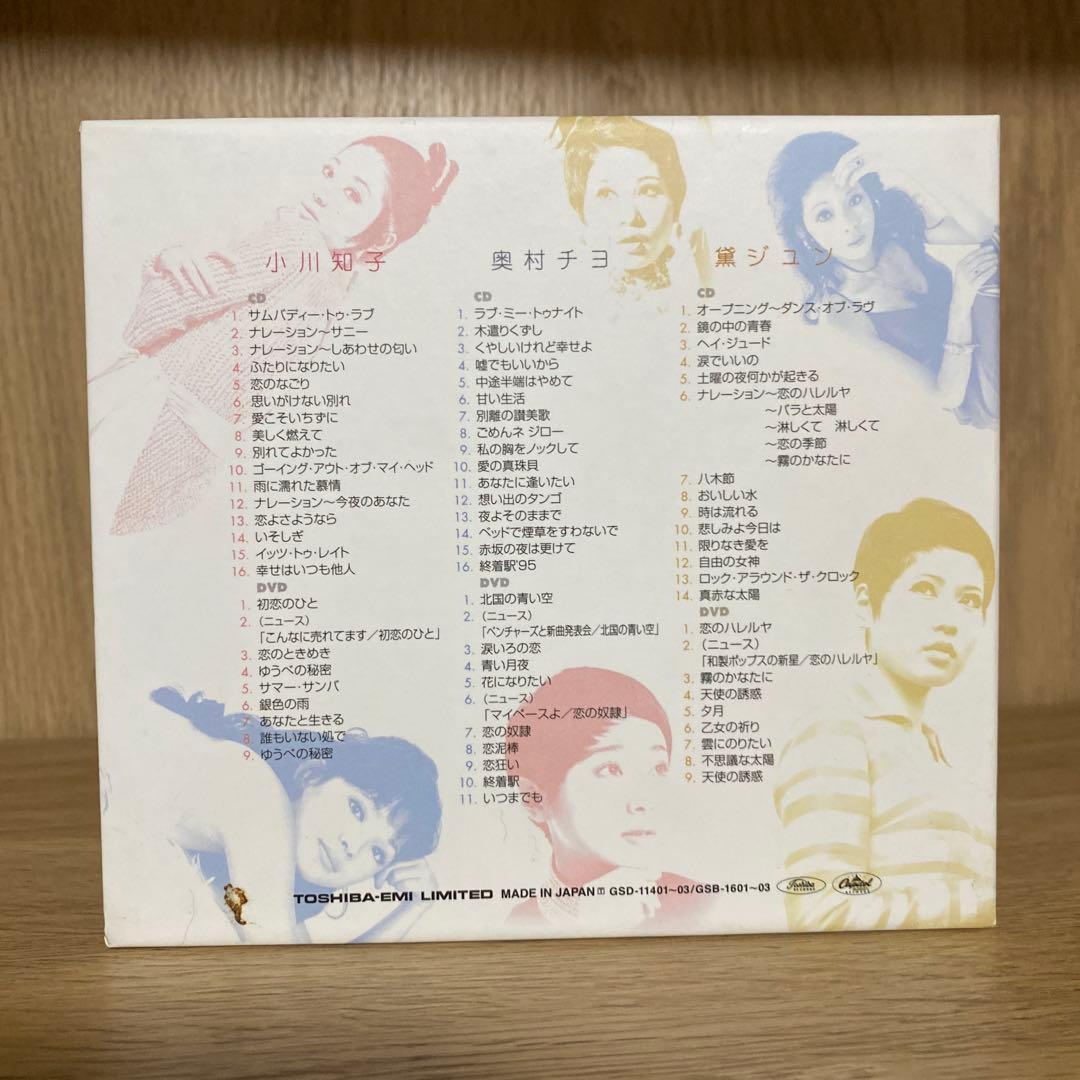 小川知子
CD
1. サムバディー・トゥ・ラブ
2. ナレーション～サニー
3. ナレーション～しあわせの匂い
4. ふたりになりたい
5. 恋のなごり
6. 思いがけない別れ
7. 愛こそいちずに
8. 美しく燃えて
9. 別れてよかった
10. ゴーイング・アウト・オブ・マイ・ヘッド
11. 雨に濡れた慕情
12. ナレーション～今夜のあなた
13. 恋よさようなら
14. いそしぎ
15. イッツ・トゥ・レイト
16. 幸せはいつも他人
DVD
1. 初恋のひと
2. （ニュース）
「こんなに売れてます／初恋のひと」
3. 恋のときめき
4. ゆうべの秘密
5. サマー・サンバ
6. 銀色の雨
7. あなたと生きる
8. 誰もいない処で
9. ゆうべの秘密
奥村チヨ
CD
1. ラブ・ミー・トゥナイト
2. 木遣りくずし
3. くやしいけれど幸せよ
4. 嘘でもいいから
5. 中途半端はやめて
6. 甘い生活
7. 別離の讃美歌
8. ごめんネ ジロー
9. 私の胸をノックして
10. 愛の真珠貝
11. あなたに逢いたい
12. 想い出のタンゴ
13. 夜よそのままで
14. ベッドで煙草をすわないで
15. 赤坂の夜は更けて
16. 終着駅'95
DVD
1. 北国の青い空
2. （ニュース）
「ベンチャーズと新曲発表会／北国の青い空」
3. 涙いろの恋
4. 青い月夜
5. 花になりたい
6. （ニュース）
「マイペースよ／恋の奴隷」
7. 恋の奴隷
8. 恋泥棒
9. 恋狂い
10. 終着駅
11. いつまでも
黛ジュン
CD
1. オープニング～ダンス・オブ・ラヴ
2. 鏡の中の青春
3. ヘイ・ジュード
4. 涙でいいの
5. 土曜の夜何かが起きる
6. ナレーション～恋のハレルヤ
～バラと太陽
～淋しくて 淋しくて
～恋の季節
～霧のかなたに
7. 八木節
8. おいしい水
9. 時は流れる
10. 悲しみよ今日は
11. 限りなき愛を
12. 自由の女神
13. ロック・アラウンド・ザ・クロック
14. 真赤な太陽
DVD
1. 恋のハレルヤ
2. （ニュース）
「和製ポップスの新星／恋のハレルヤ」
3. 霧のかなたに
4. 天使の誘惑
5. 夕月
6. 乙女の祈り
7. 雲にのりたい
8. 不思議な太陽
9. 天使の誘惑
TOSHIBA-EMI LIMITED MADE IN JAPAN GSD-11401～03/GSB-1601～03 Toshiba RECORDS Capitol RECORDS